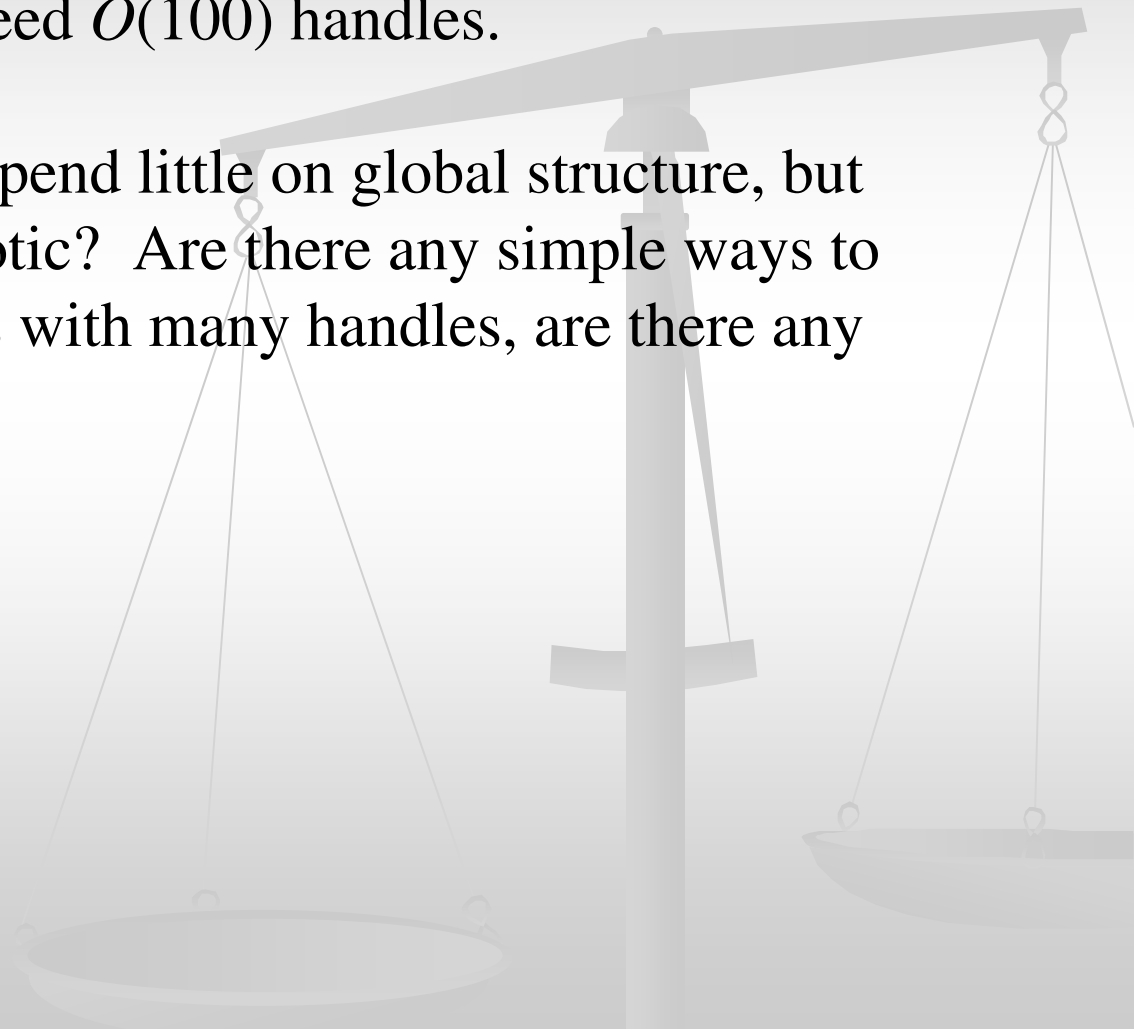 eed O(100) handles.
pend little on global structure, but
otic? Are there any simple ways to
with many handles, are there any